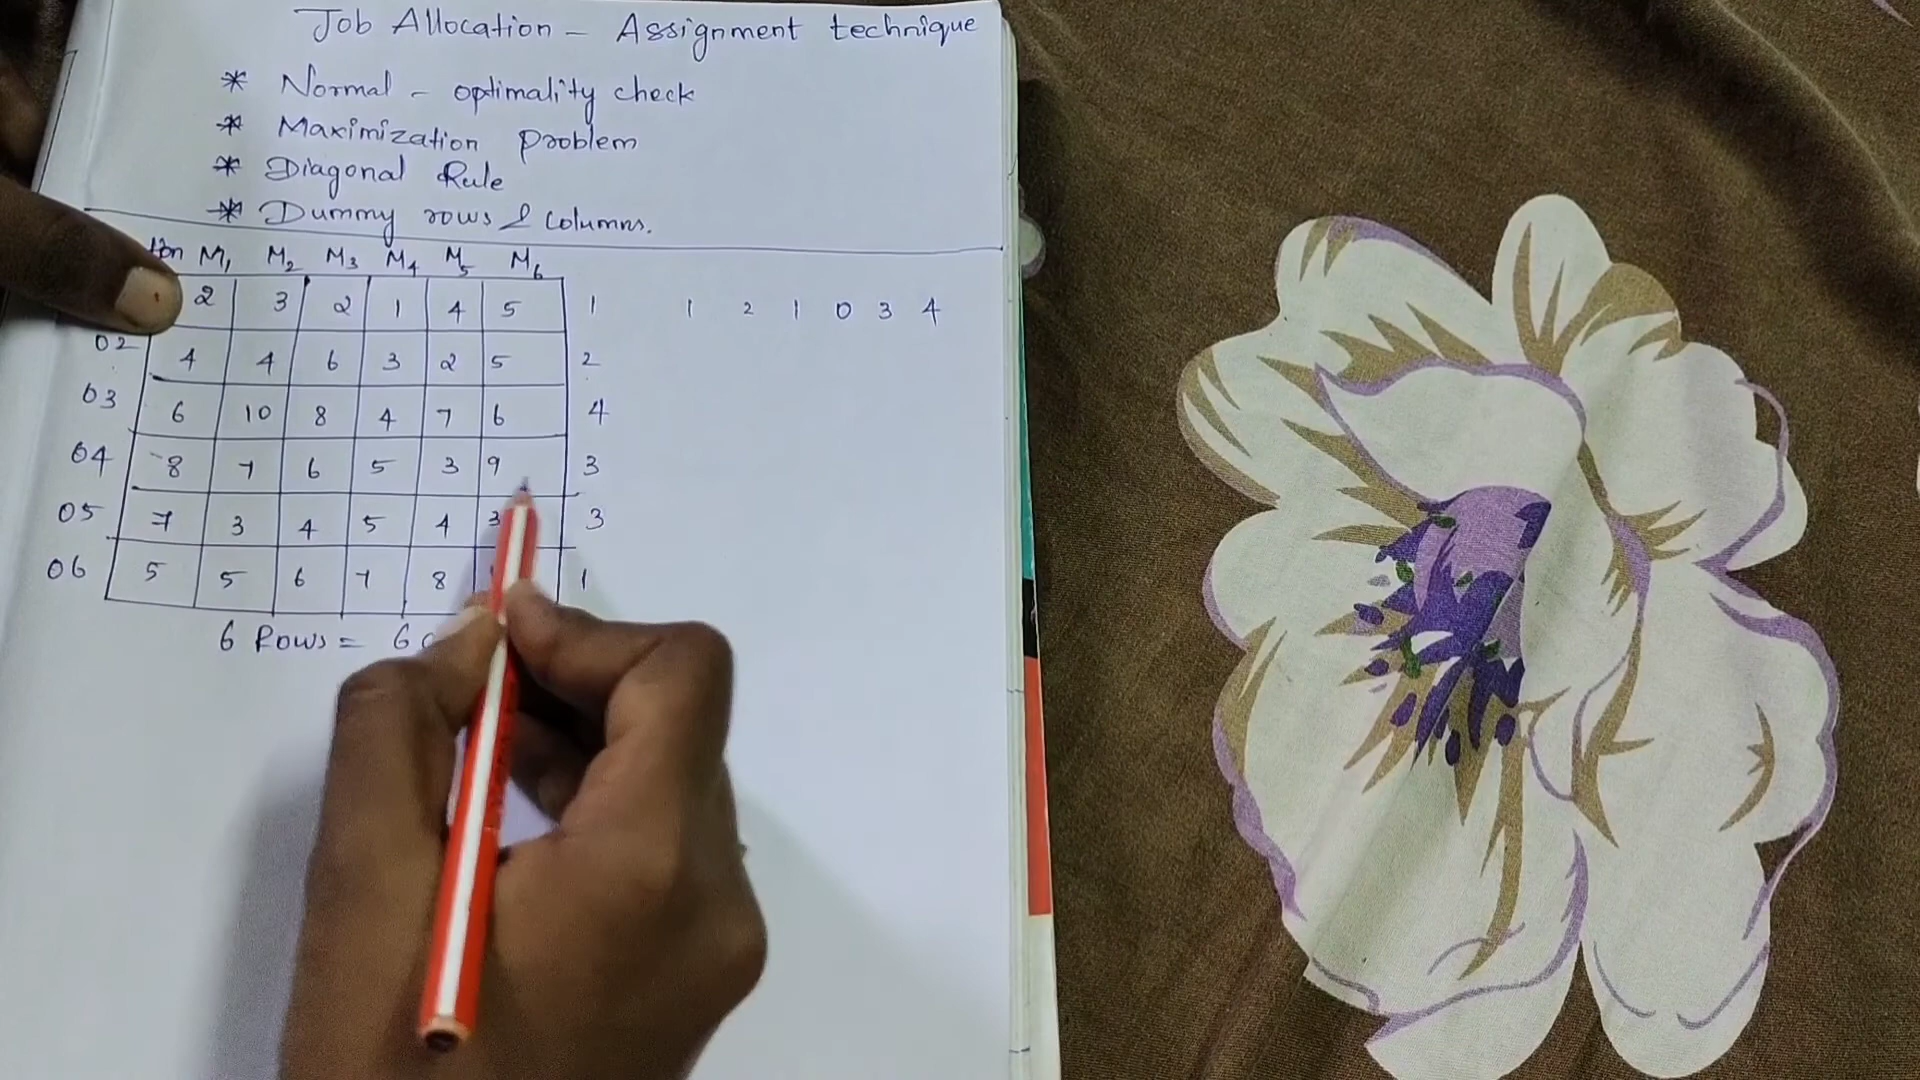 Job Allocation - Assignment technique
* Normal - optimality check
* Maximization problem
* Diagonal Rule
* Dummy rows & columns.
M1 M2 M3 M4 M5 M6
2 3 2 1 4 5 1 1 2 1 0 3 4
02 4 4 6 3 2 5 2
03 6 10 8 4 7 6 4
04 8 7 6 5 3 9 3
05 7 3 4 5 4 3 3
06 5 5 6 7 8 1
6 Rows = 6